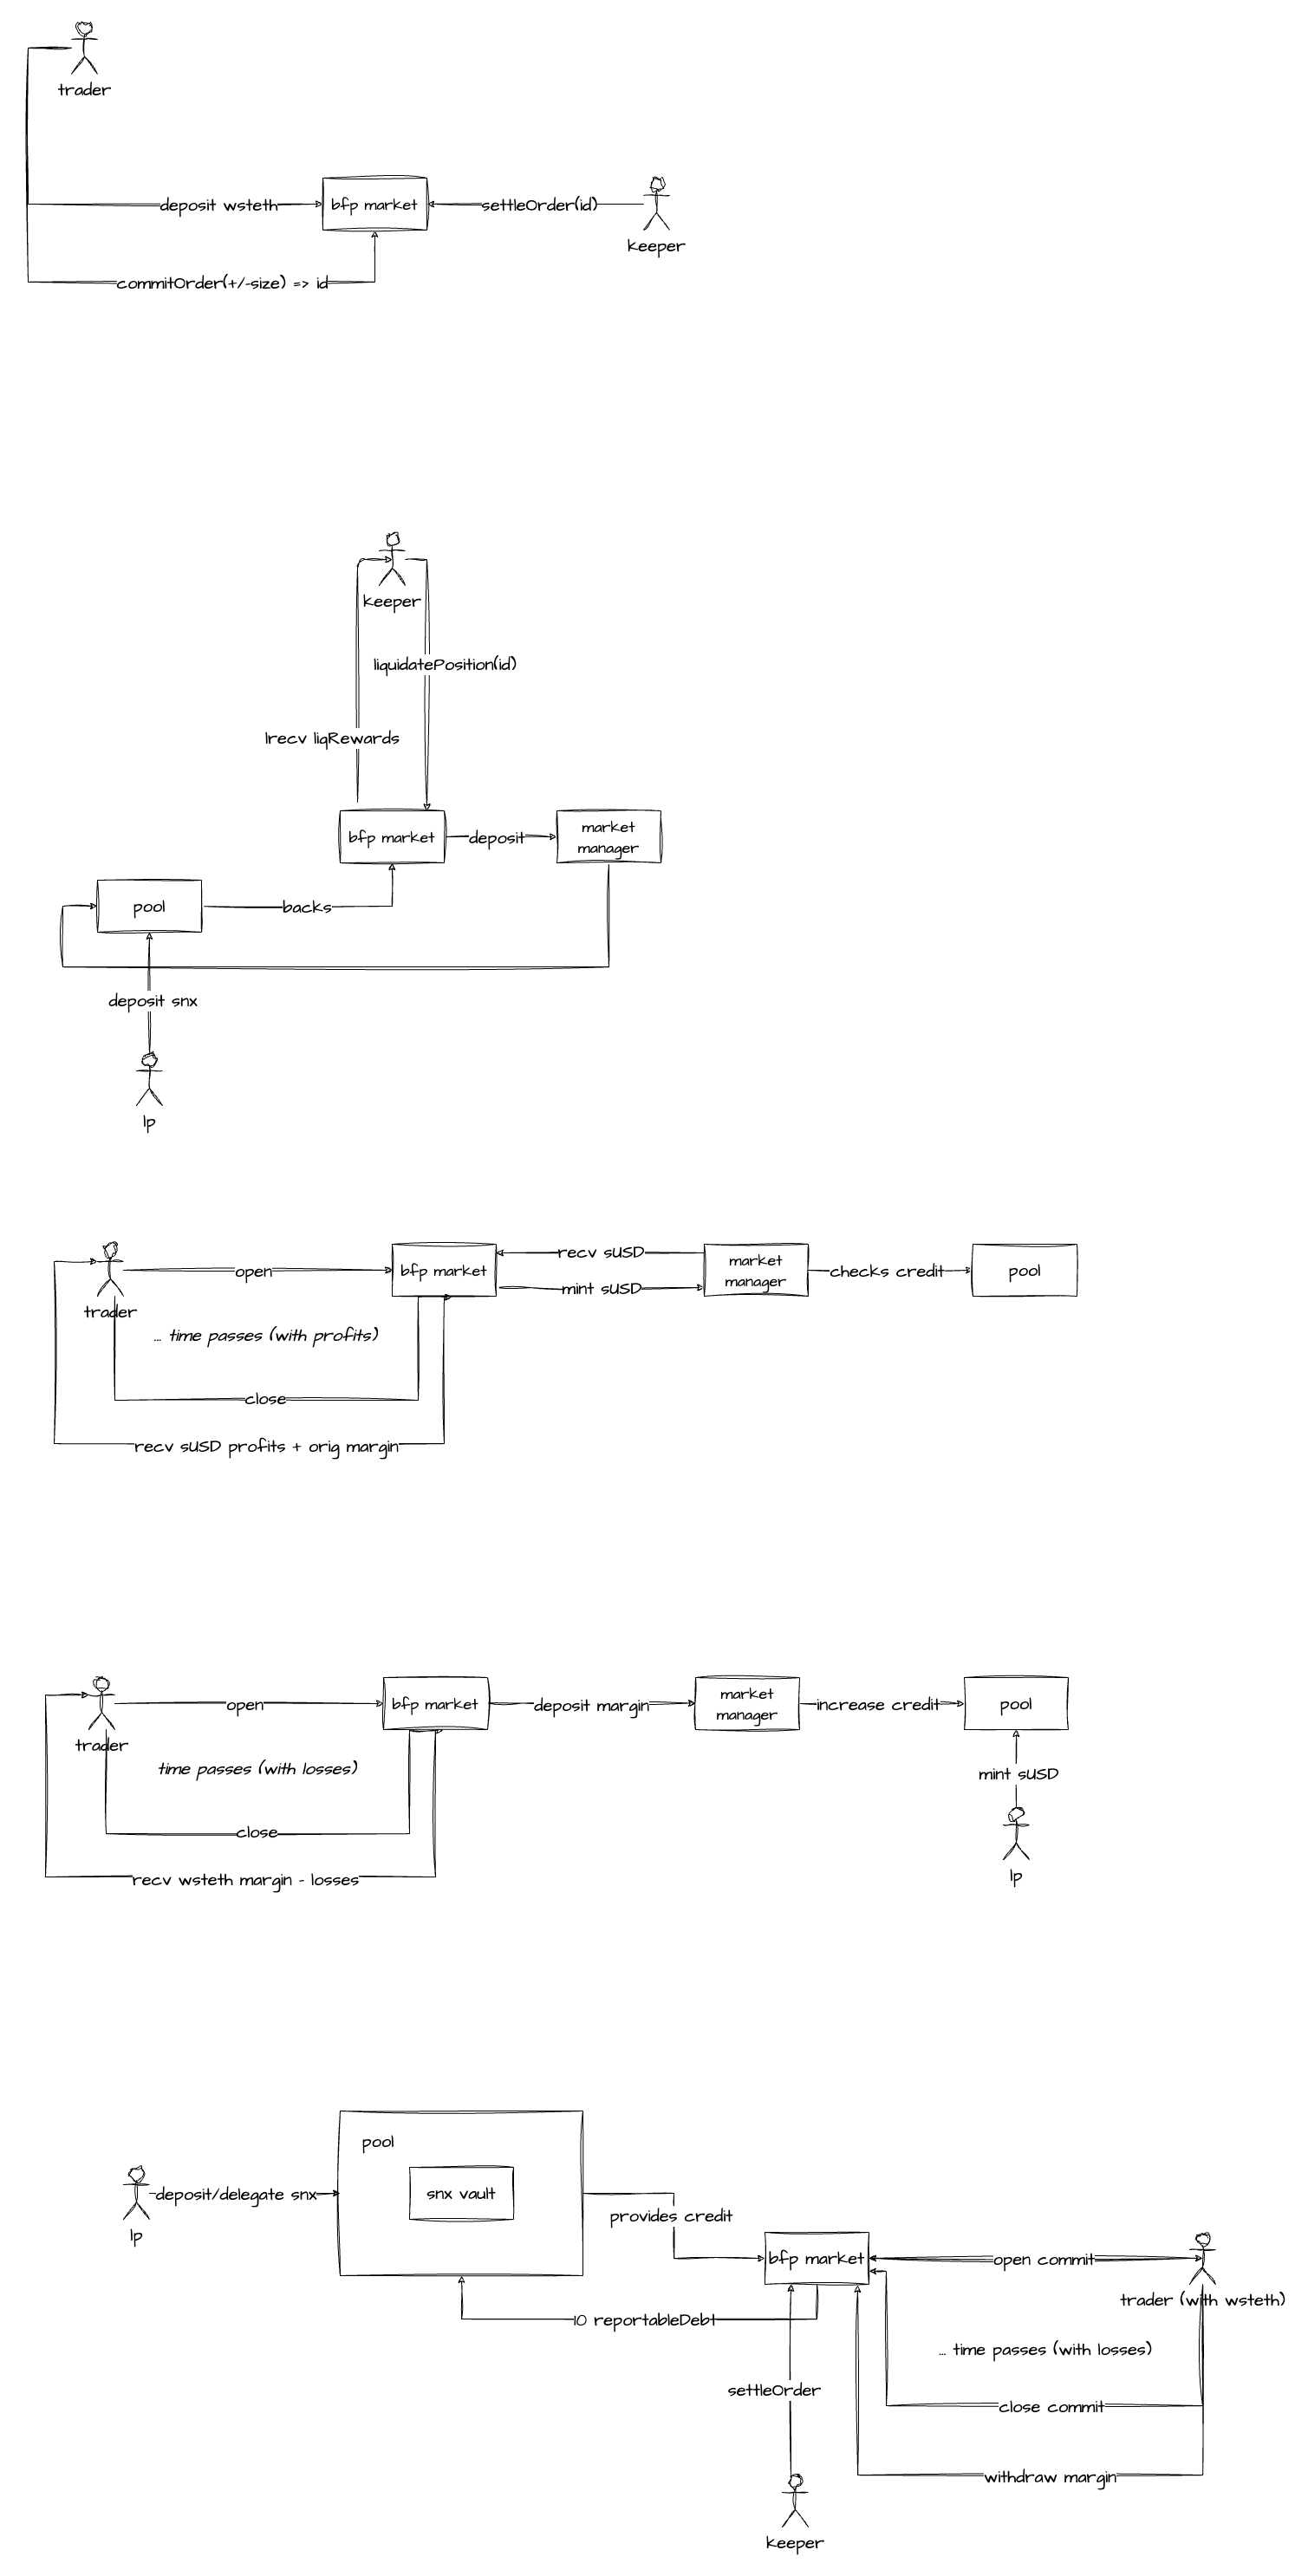 trader
deposit wsteth
bfp market
settleOrder(id)
keeper
commitOrder(+/-size) => id
keeper
liquidatePosition(id)
lrecv liqRewards
bfp market
deposit
market
manager
pool
backs
deposit snx
lp
trader
open
bfp market
recv sUSD
mint sUSD
market
manager
checks credit
pool
... time passes (with profits)
close
recv sUSD profits + orig margin
trader
open
bfp market
deposit margin
market
manager
increase credit
pool
time passes (with losses)
mint sUSD
close
recv wsteth margin - losses
lp
pool
deposit/delegate snx
snx vault
lp
provides credit
bfp market
open commit
trader (with wsteth)
10 reportableDebt
... time passes (with losses)
settleOrder
close commit
withdraw margin
keeper